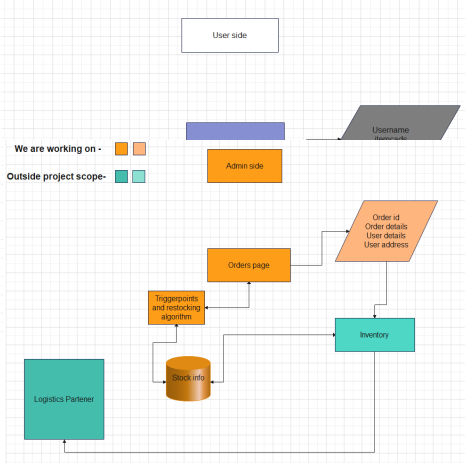 User side
Username
itemcads
We are working on -
Admin side
Outside project scope-
Order id
Order details
User details
User address
Orders page
Triggerpoints
and restocking
algorithm
Inventory
Stock info
Logistics Partener